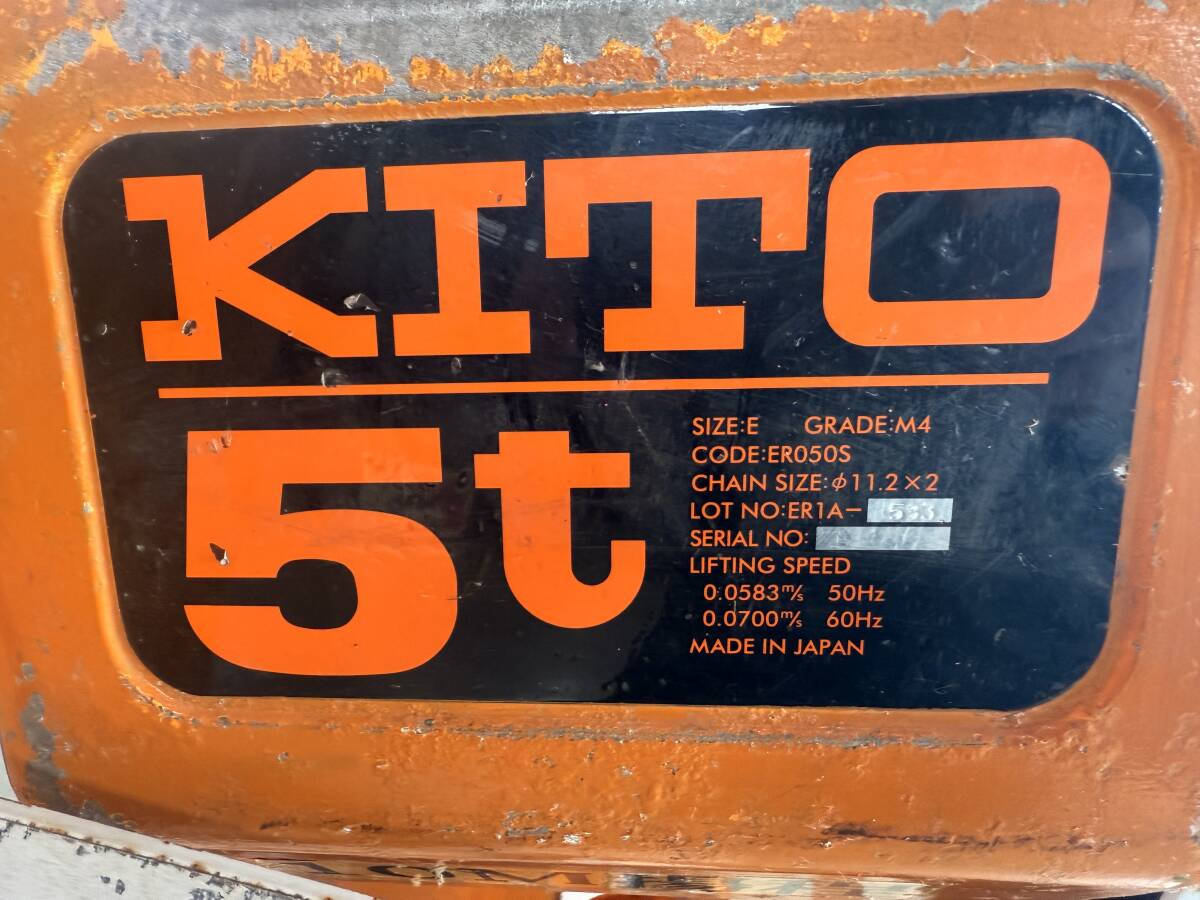 KITO
5t
SIZE:E GRADE:M4
CODE:ER050S
CHAIN SIZE:φ11.2×2
LOT NO:ER1A−
SERIAL NO:
LIFTING SPEED
0.0583m/s 50Hz
0.0700m/s 60Hz
MADE IN JAPAN